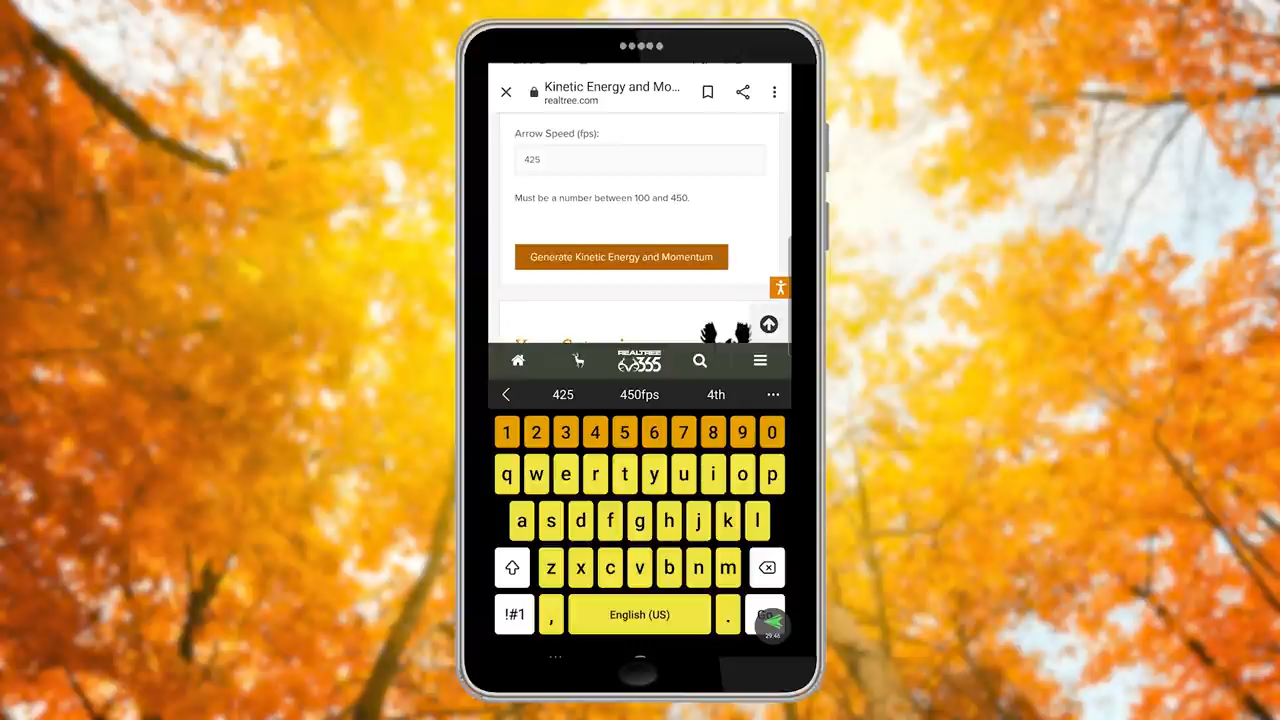 Kinetic Energy and Mo...
realtree.com
Arrow Speed (fps):
425
Must be a number between 100 and 450.
Generate Kinetic Energy and Momentum
REALTREE
365
425 450fps 4th
1 2 3 4 5 6 7 8 9 0
q w e r t y u i o p
a s d f g h j k l
z x c v b n m
!#1 , English (US) .
29:46